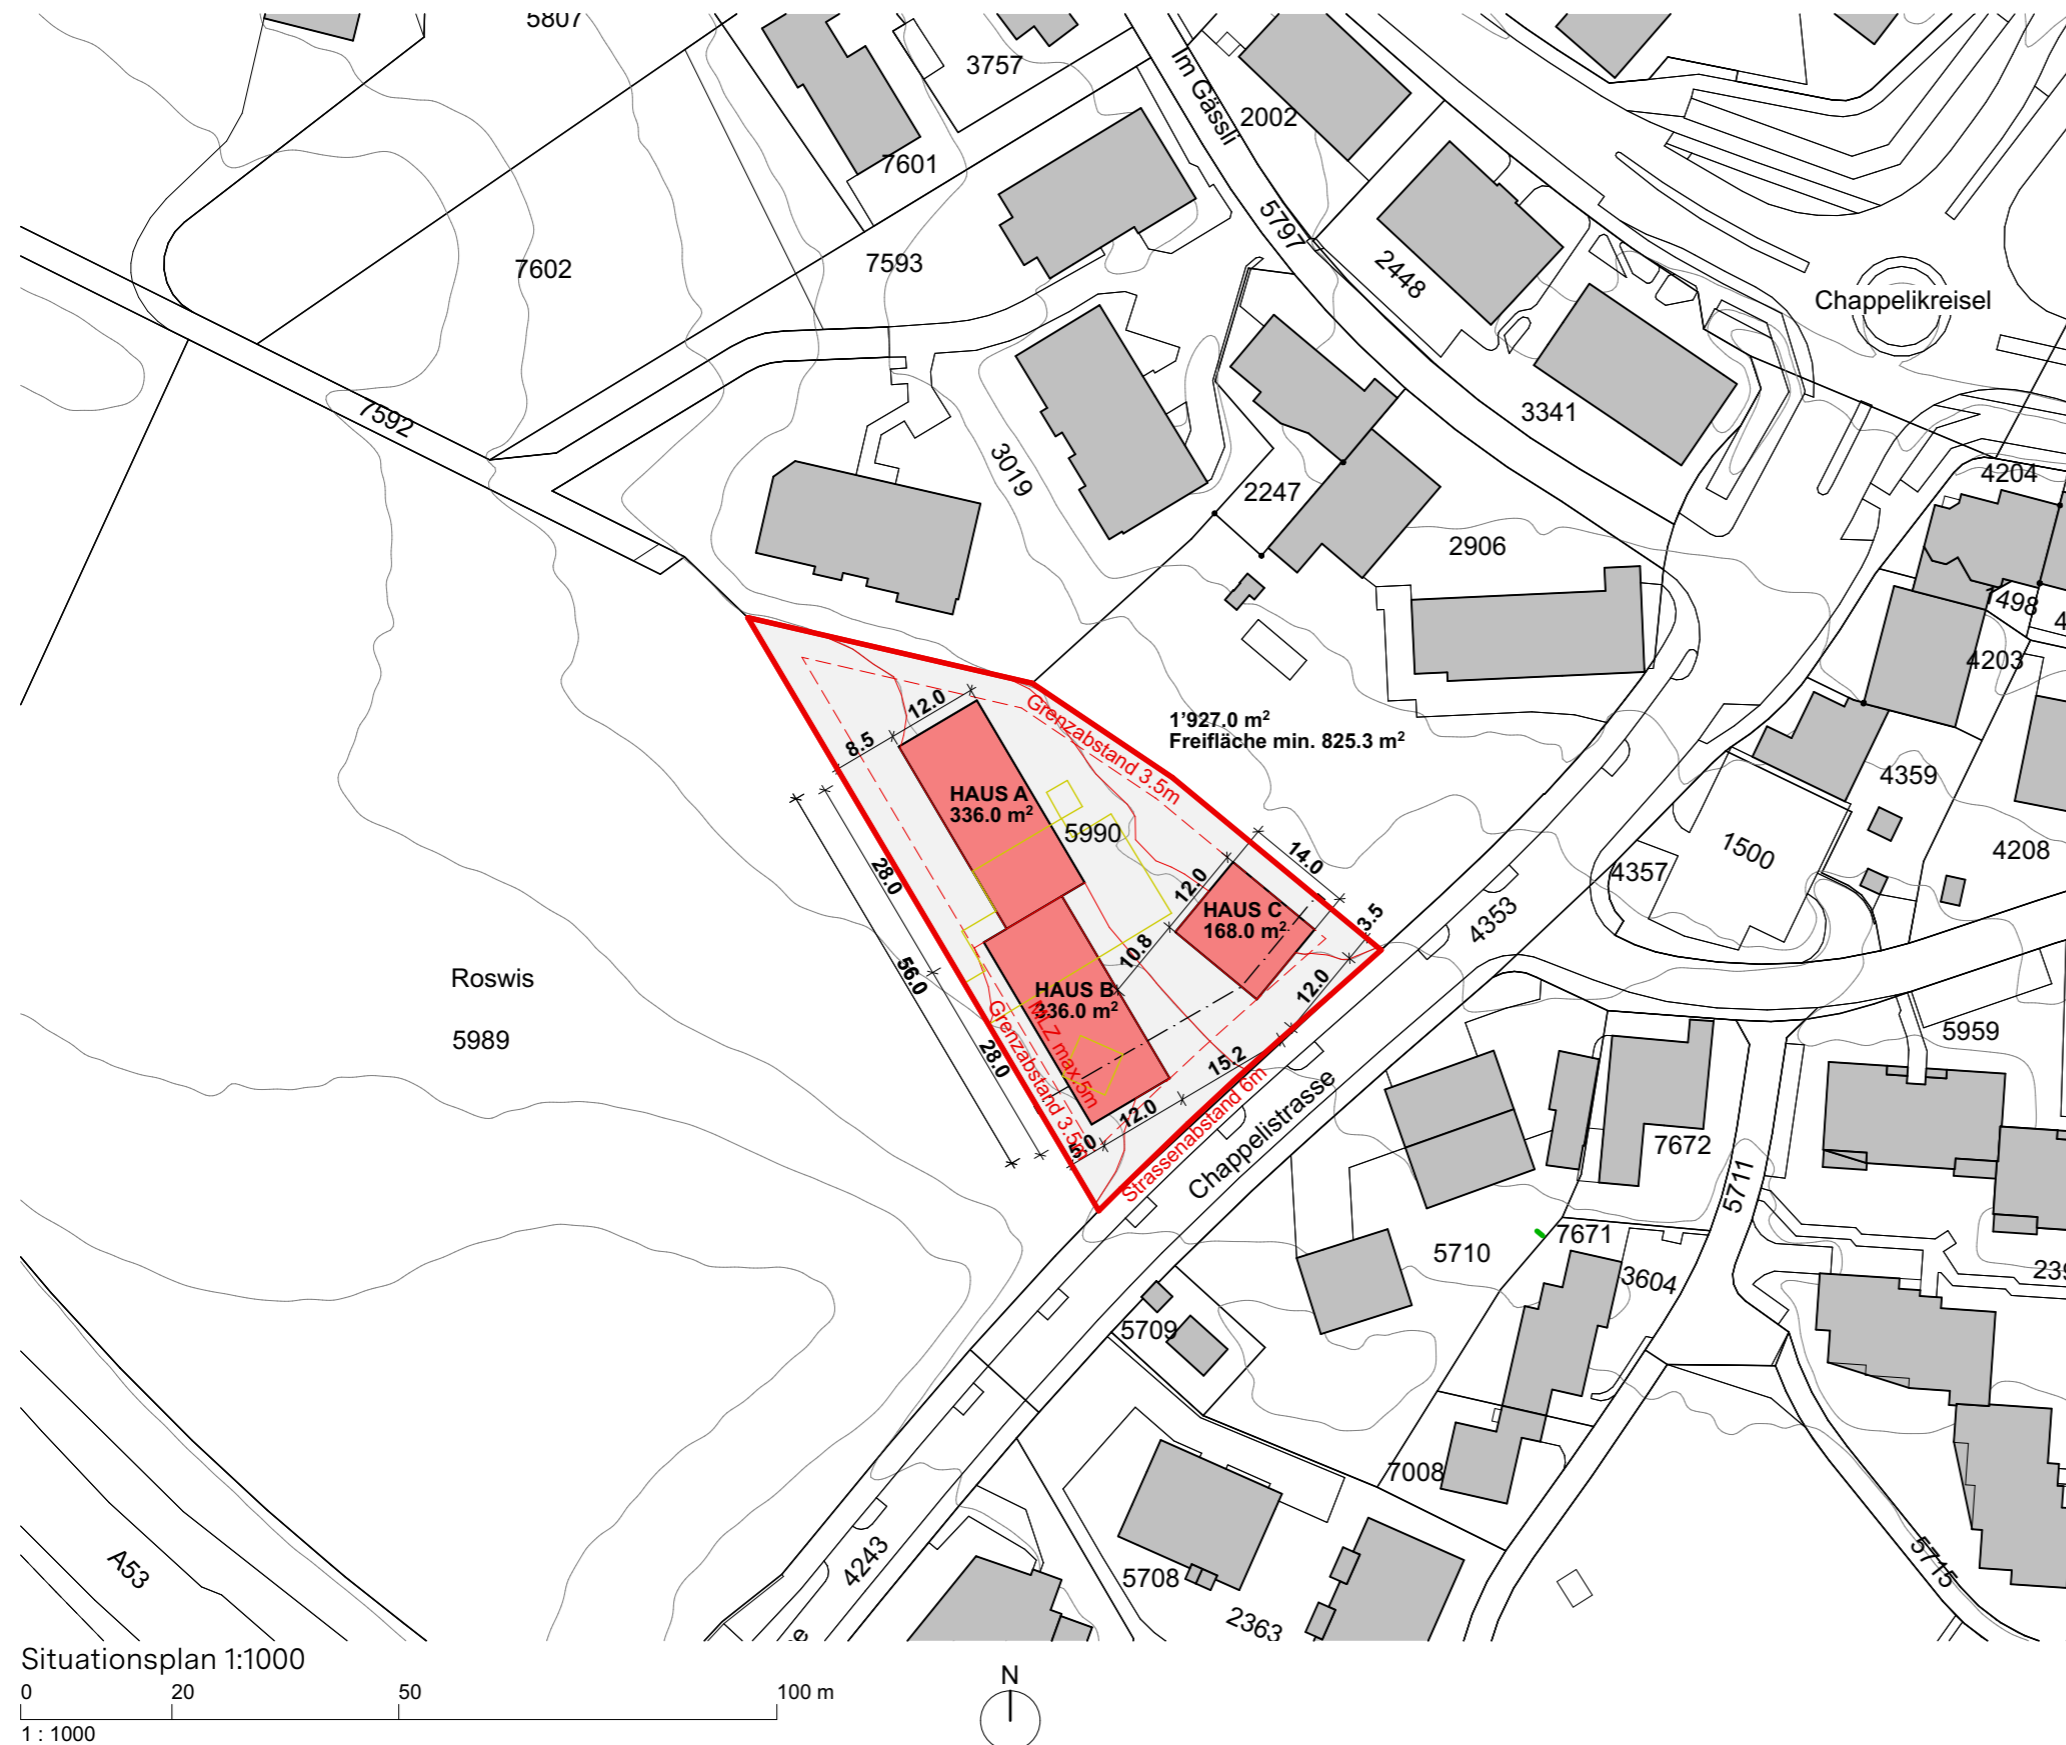 5807
3757
Im Gässli
2002
7601
5797
7602
7593
2448
Chappelikreisel
7592
3341
3019
2247
4204
2906
498
4203
1’927.0 m²
Freifläche min. 825.3 m²
Grenzabstand 3.5m
12.0
8.5
HAUS A
336.0 m²
5990
4359
1500
4208
4357
14.0
12.0
28.0
HAUS C
168.0 m²
3.5
4353
10.8
56.0
Roswis
5989
HAUS B
336.0 m²
12.0
MLZ max.5m
Grenzabstand 3.5m
28.0
15.2
12.0
5.0
Strassenabstand 6m
Chappelistrasse
5959
7672
5711
7671
5710
3604
239
5709
7008
4243
5708
2363
5715
A53
e
Situationsplan 1:1000
0 20 50 100 m
1 : 1000
N